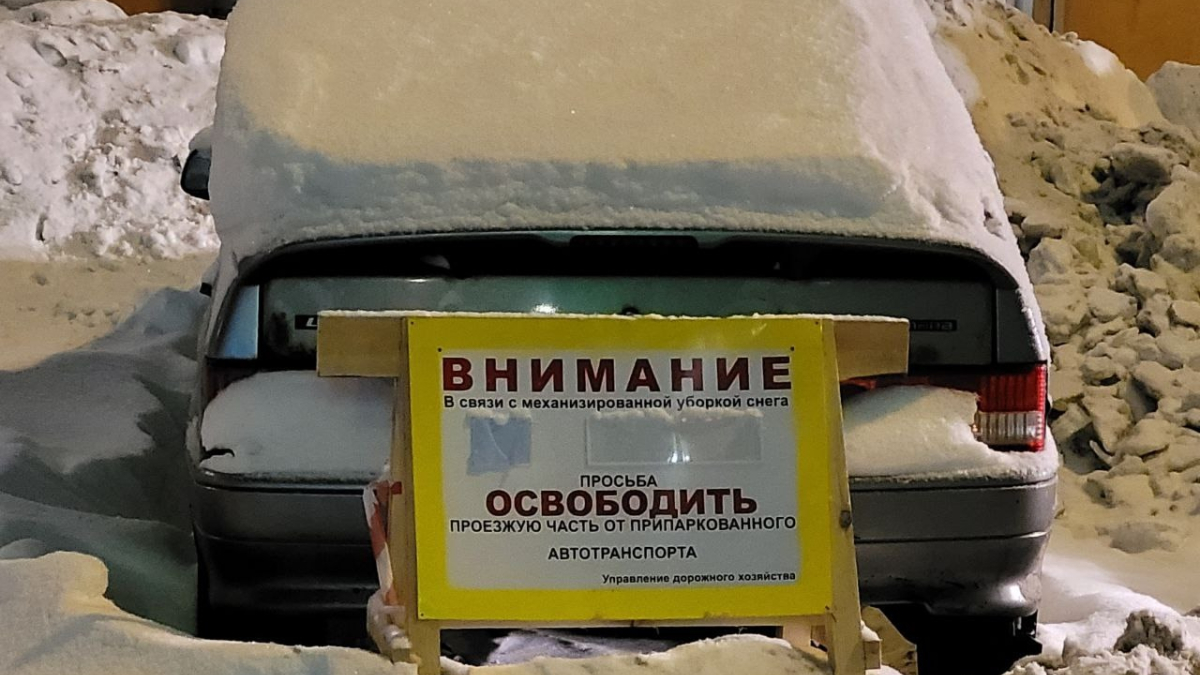 ВНИМАНИЕ
В связи с механизированной уборкой снега
ПРОСЬБА
ОСВОБОДИТЬ
ПРОЕЗЖУЮ ЧАСТЬ ОТ ПРИПАРКОВАННОГО
АВТОТРАНСПОРТА
Управление дорожного хозяйства